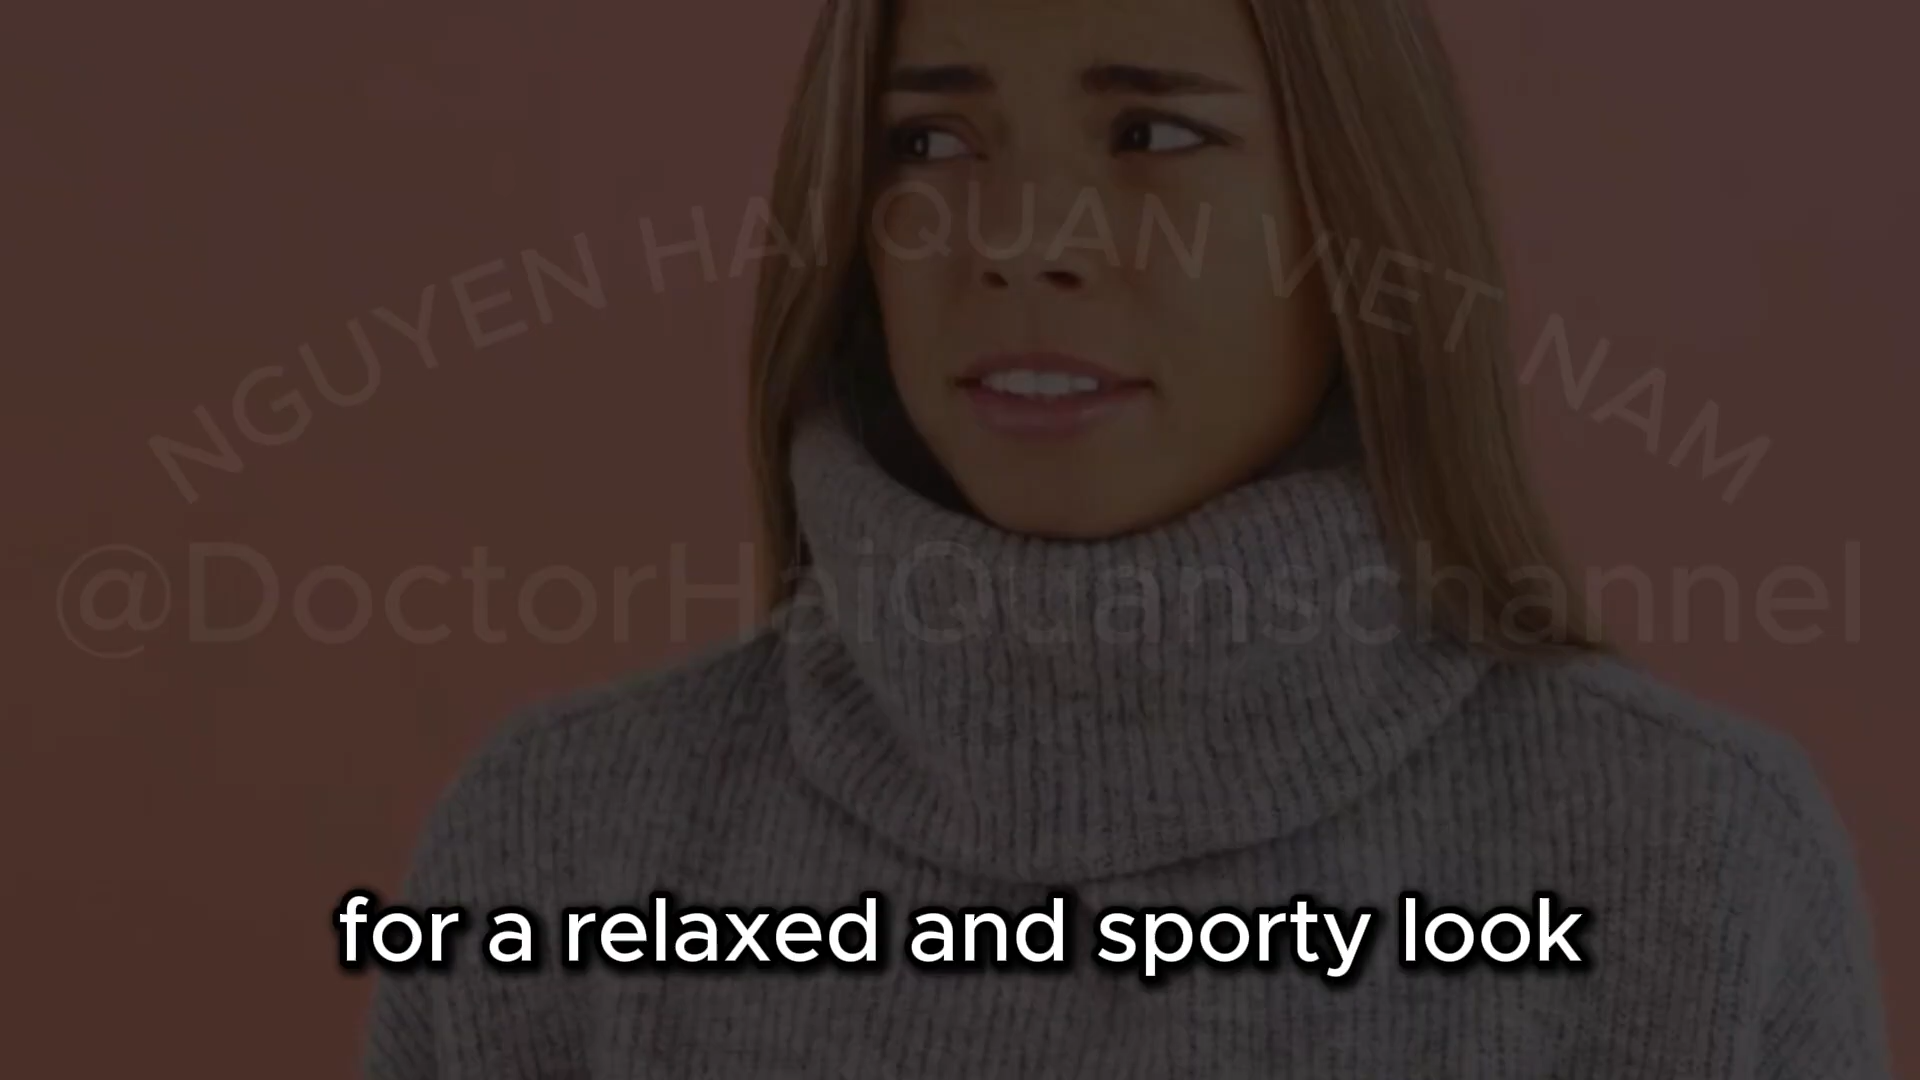 NGUYEN HAI QUAN VIET NAM
@DoctorHaiQuanschannel
for a relaxed and sporty look